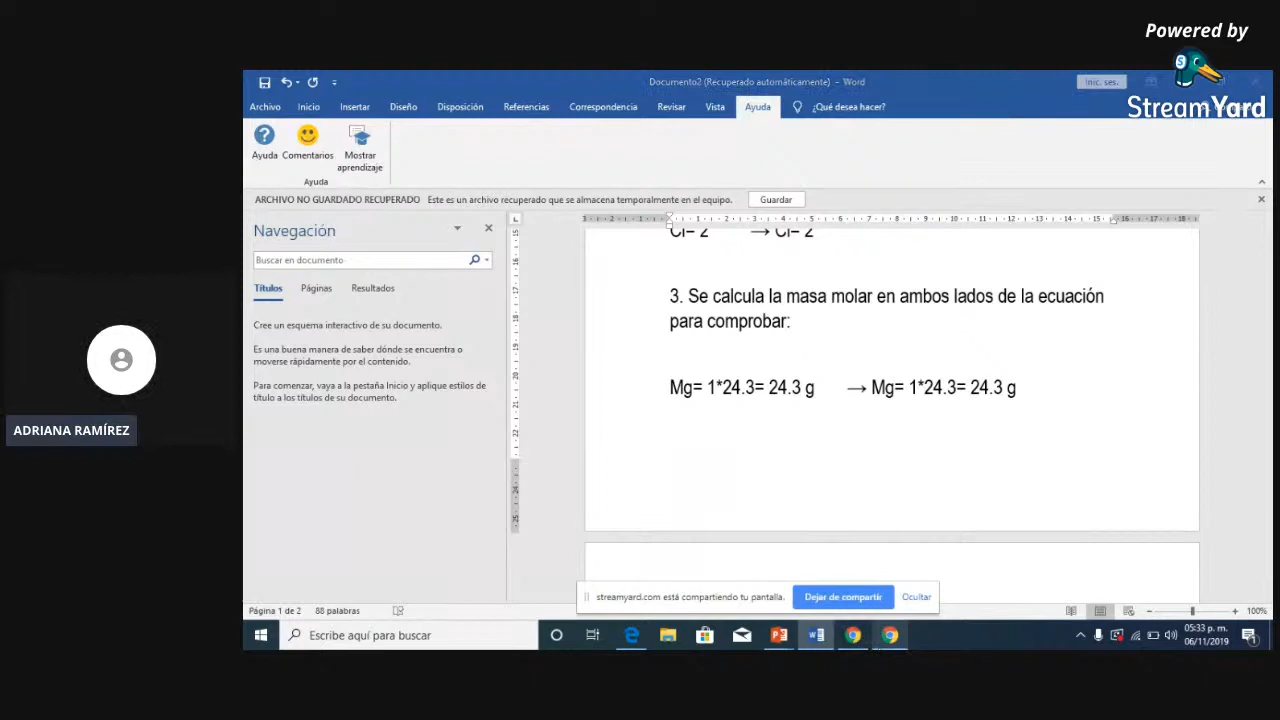 Powered by
StreamYard
Documento2 (Recuperado automáticamente) - Word
Inic. ses.
Archivo Inicio Insertar Diseño Disposición Referencias Correspondencia Revisar Vista Ayuda ¿Qué desea hacer?
Ayuda Comentarios Mostrar aprendizaje
Ayuda
ARCHIVO NO GUARDADO RECUPERADO Este es un archivo recuperado que se almacena temporalmente en el equipo. Guardar
Navegación
Buscar en documento
Títulos Páginas Resultados
Cree un esquema interactivo de su documento.
Es una buena manera de saber dónde se encuentra o
moverse rápidamente por el contenido.
Para comenzar, vaya a la pestaña Inicio y aplique estilos de
título a los títulos de su documento.
Cl= 2 → Cl= 2
3. Se calcula la masa molar en ambos lados de la ecuación
para comprobar:
Mg= 1*24.3= 24.3 g → Mg= 1*24.3= 24.3 g
ADRIANA RAMÍREZ
streamyard.com está compartiendo tu pantalla. Dejar de compartir Ocultar
Página 1 de 2 88 palabras 100%
Escribe aquí para buscar
05:33 p. m.
06/11/2019